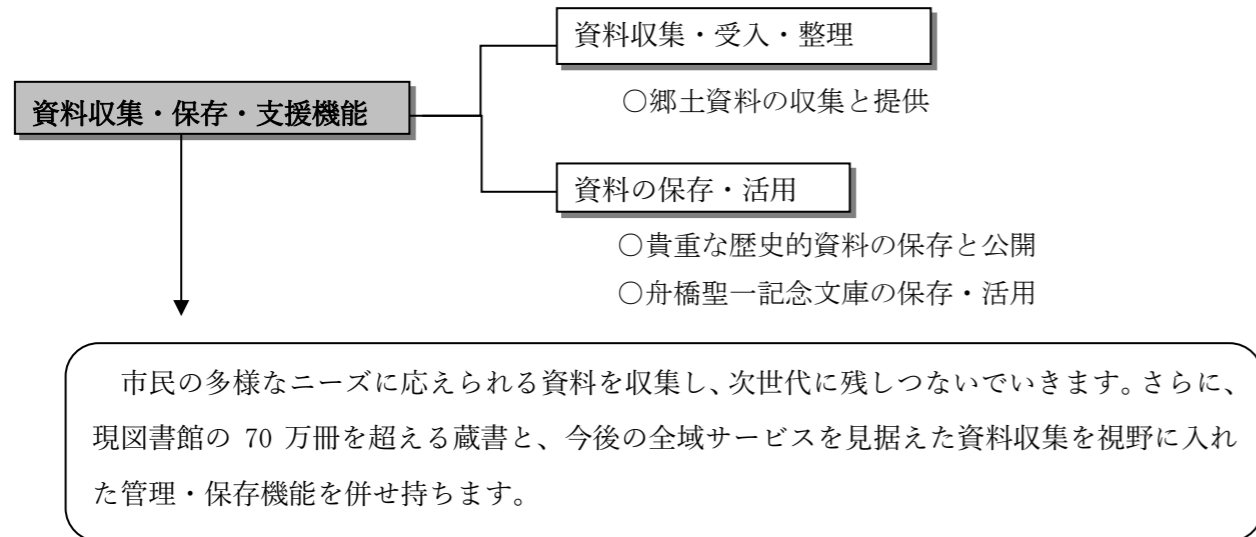 資料収集・受入・整理
○郷土資料の収集と提供
資料収集・保存・支援機能
資料の保存・活用
○貴重な歴史的資料の保存と公開
○舟橋聖一記念文庫の保存・活用
市民の多様なニーズに応えられる資料を収集し、次世代に残しつないでいきます。さらに、
現図書館の 70 万冊を超える蔵書と、今後の全域サービスを見据えた資料収集を視野に入れ
た管理・保存機能を併せ持ちます。